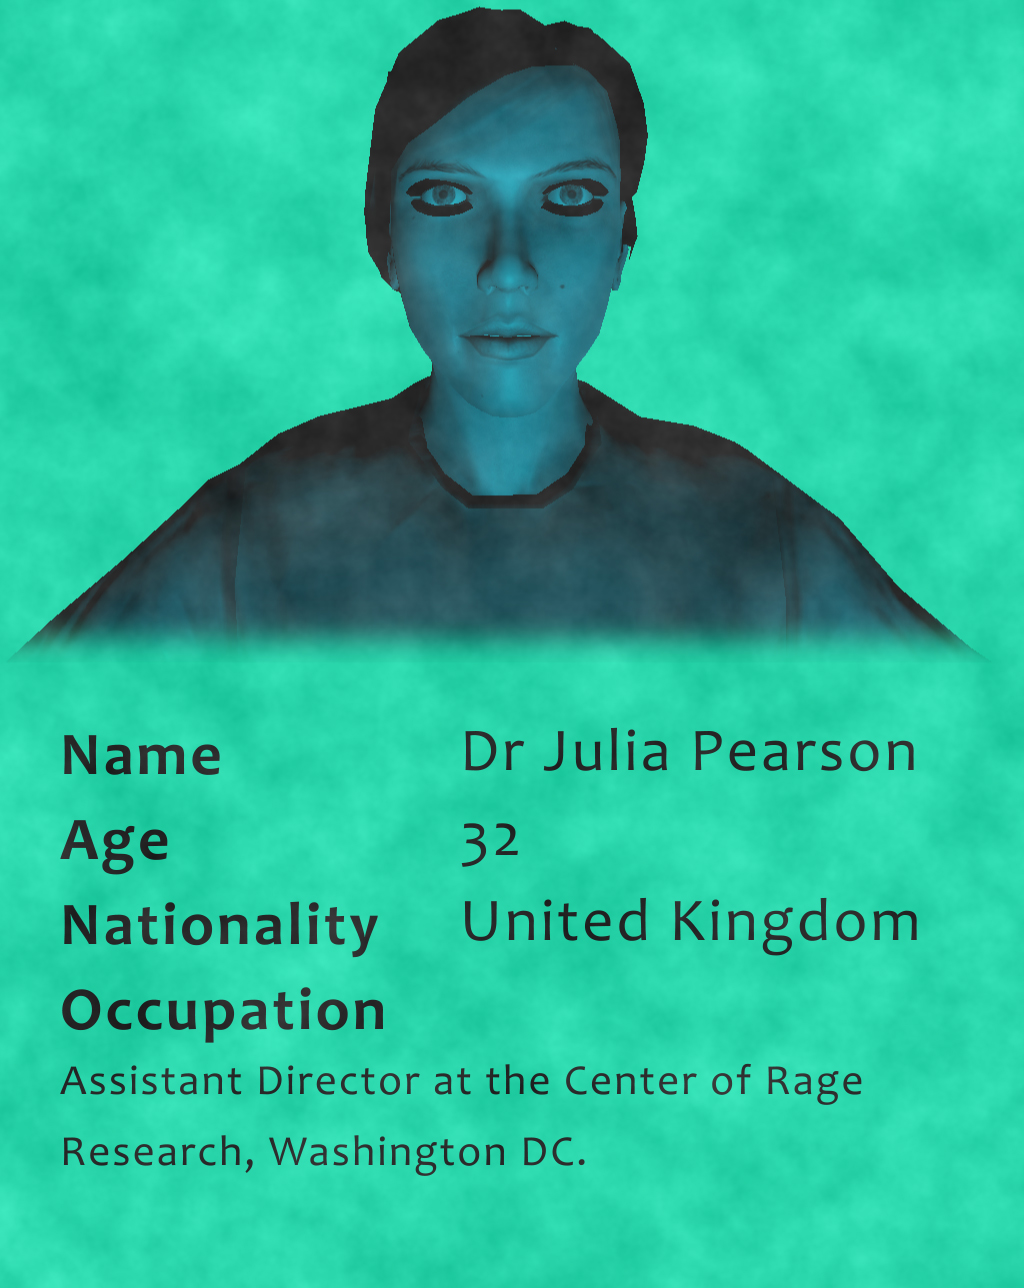 Name Dr Julia Pearson
Age 32
Nationality United Kingdom
Occupation
Assistant Director at the Center of Rage
Research, Washington DC.